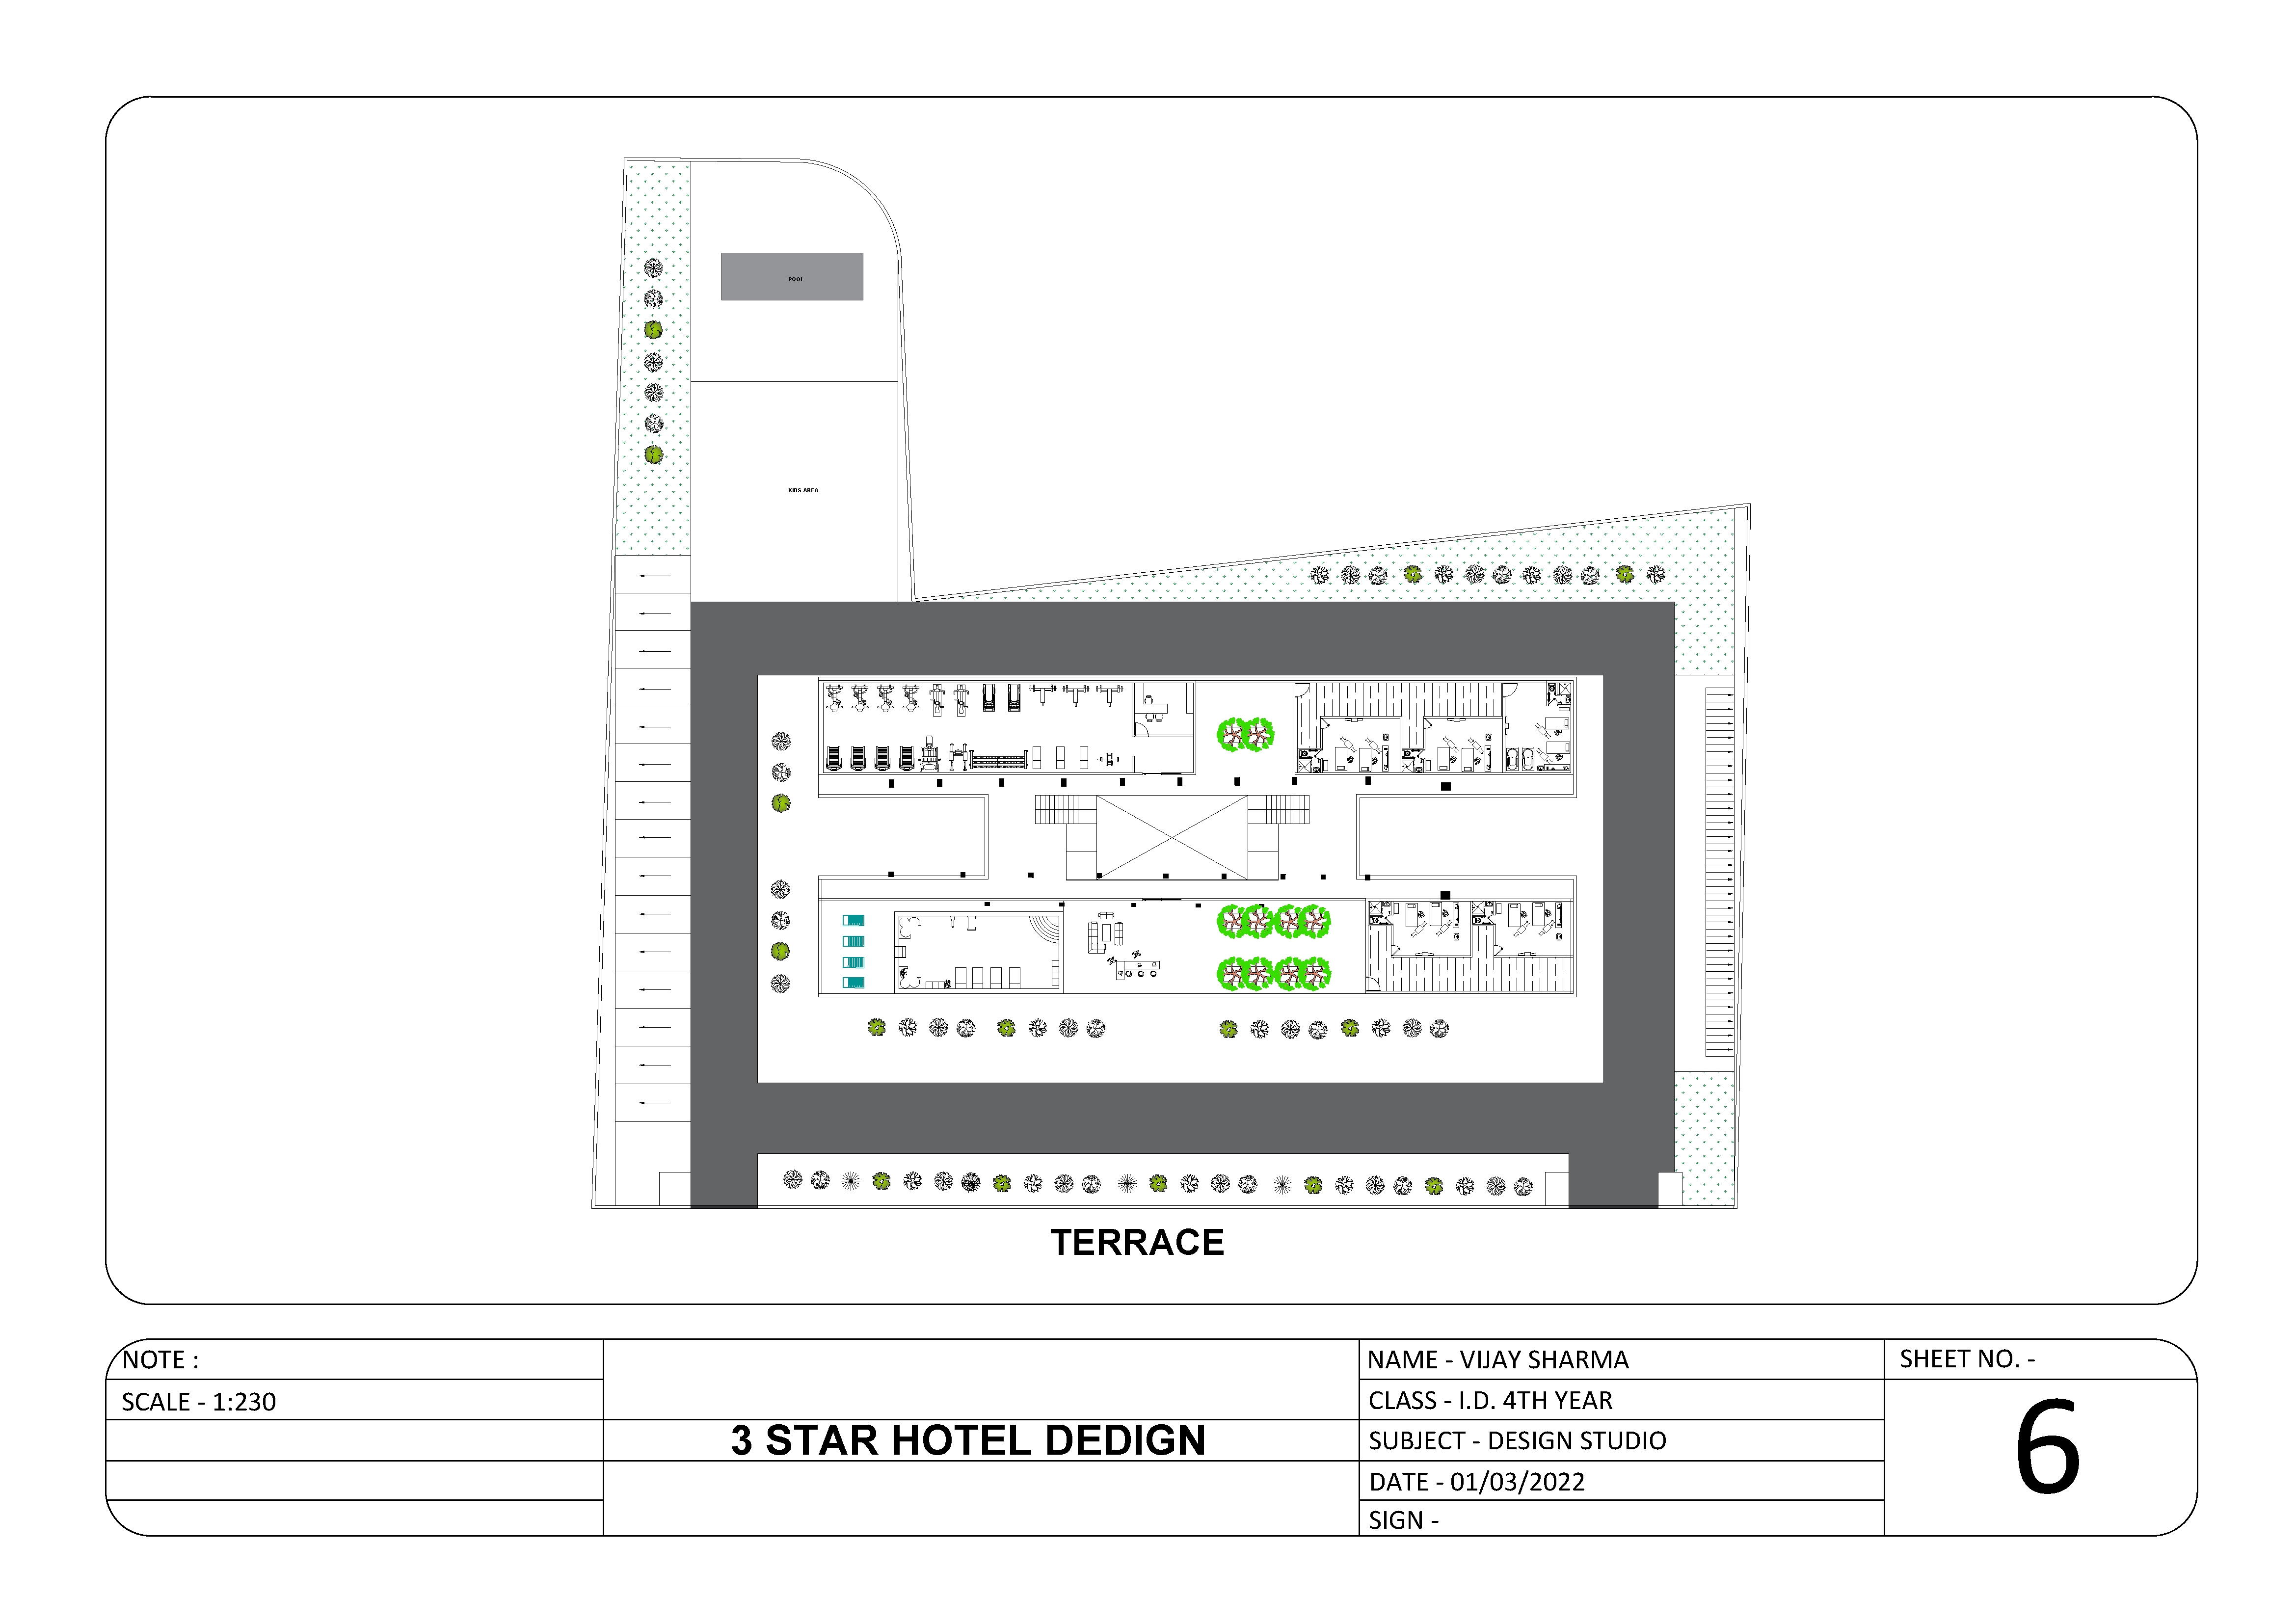 POOL
KIDS AREA
TERRACE
NOTE :
SCALE - 1:230
3 STAR HOTEL DEDIGN
NAME - VIJAY SHARMA
CLASS - I.D. 4TH YEAR
SUBJECT - DESIGN STUDIO
DATE - 01/03/2022
SIGN -
SHEET NO. -
6